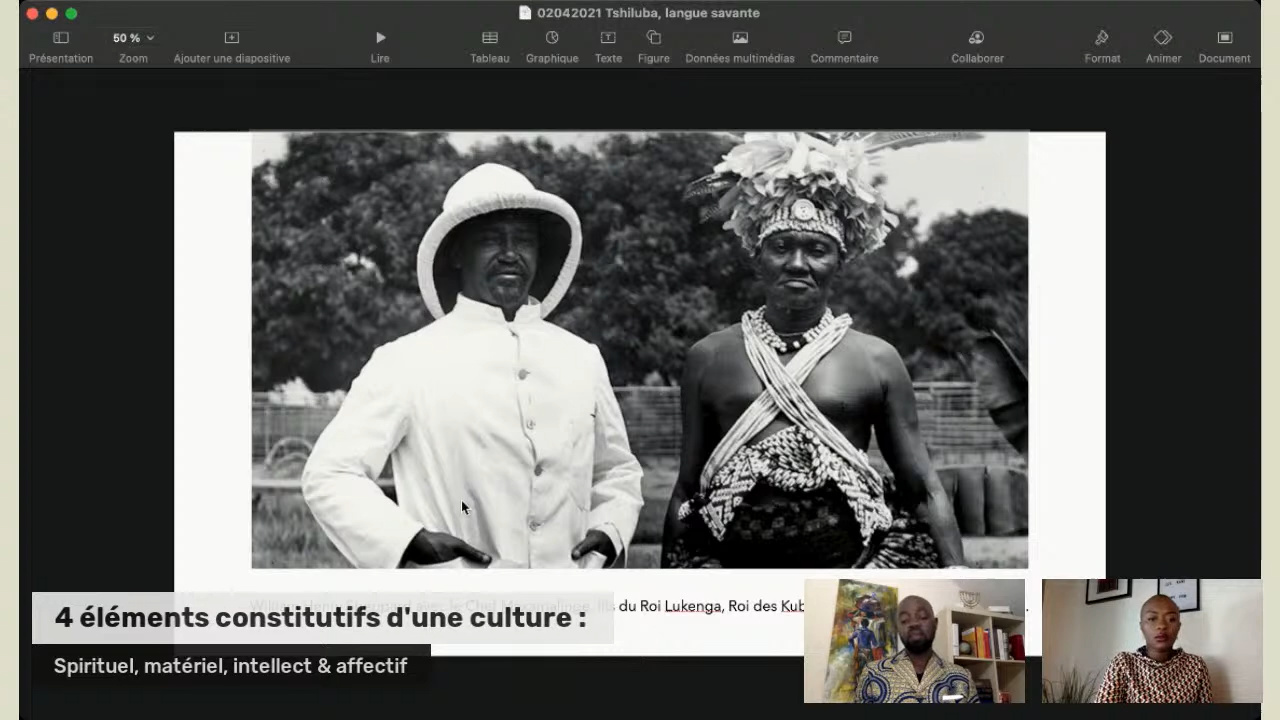 02042021 Tshiluba, langue savante
50 %
Présentation Zoom Ajouter une diapositive Lire Tableau Graphique Texte Figure Données multimédias Commentaire Collaborer Format Animer Document
du Roi Lukenga, Roi des Kub
4 éléments constitutifs d'une culture :
Spirituel, matériel, intellect & affectif